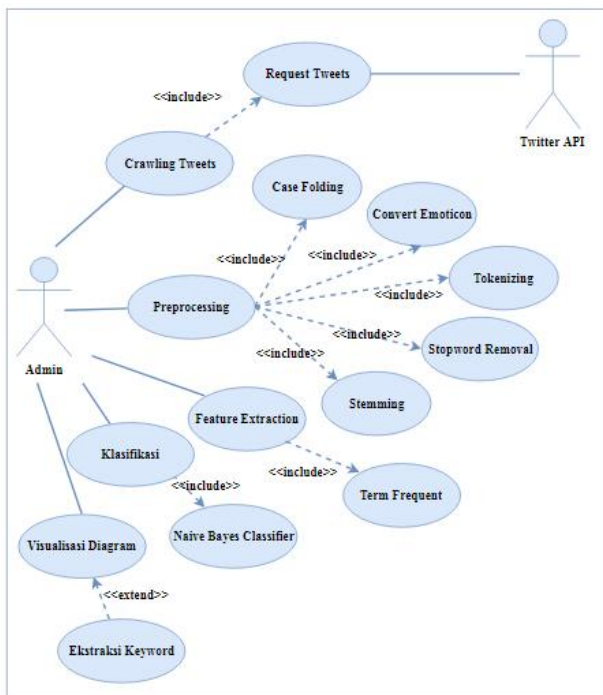 Request Tweets
<<include>>
Twitter API
Crawling Tweets
Case Folding
Convert Emoticon
<<include>>
<<include>>
Tokenizing
<<include>>
Preprocessing
<<include>>
Stopword Removal
<<include>>
Admin
Stemming
Feature Extraction
Klasifikasi
<<include>>
<<include>>
Term Frequent
Naive Bayes Classifier
Visualisasi Diagram
<<extend>>
Ekstraksi Keyword